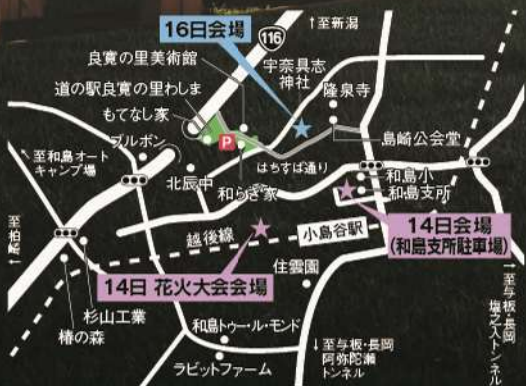 ↑至新潟
16日会場
116
良寛の里美術館
宇奈具志
神社
道の駅良寛の里わしま
隆泉寺
もてなし家
P
島崎公会堂
ブルボン
はちすば通り
←至和島オート
キャンプ場
北辰中
和らぎ家
和島小
和島支所
14日会場
(和島支所駐車場)
至柏崎
越後線
小島谷駅
14日 花火大会会場
住雲園
杉山工業
椿の森
和島トゥー・ル・モンド
ラビットファーム
↓至与板・長岡
阿弥陀瀬
トンネル
至与板・長岡
塩之入トンネル